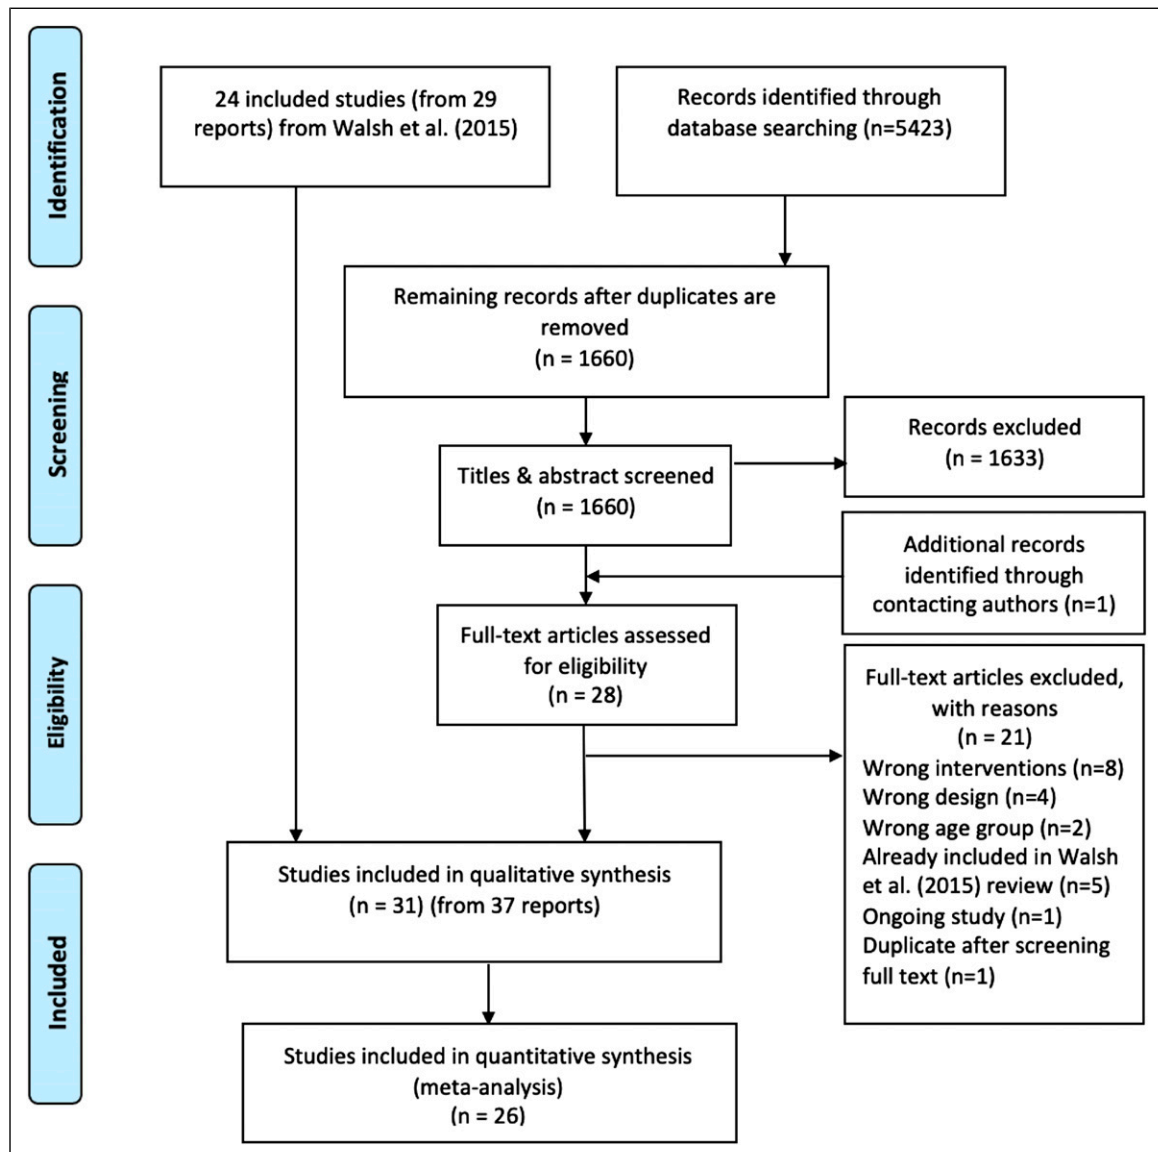 Identification
24 included studies (from 29
reports) from Walsh et al. (2015)
Records identified through
database searching (n=5423)
Remaining records after duplicates are
removed
(n = 1660)
Screening
Titles & abstract screened
(n = 1660)
Records excluded
(n = 1633)
Additional records
identified through
contacting authors (n=1)
Eligibility
Full-text articles assessed
for eligibility
(n = 28)
Full-text articles excluded,
with reasons
(n = 21)
Wrong interventions (n=8)
Wrong design (n=4)
Wrong age group (n=2)
Already included in Walsh
et al. (2015) review (n=5)
Ongoing study (n=1)
Duplicate after screening
full text (n=1)
Included
Studies included in qualitative synthesis
(n = 31) (from 37 reports)
Studies included in quantitative synthesis
(meta-analysis)
(n = 26)